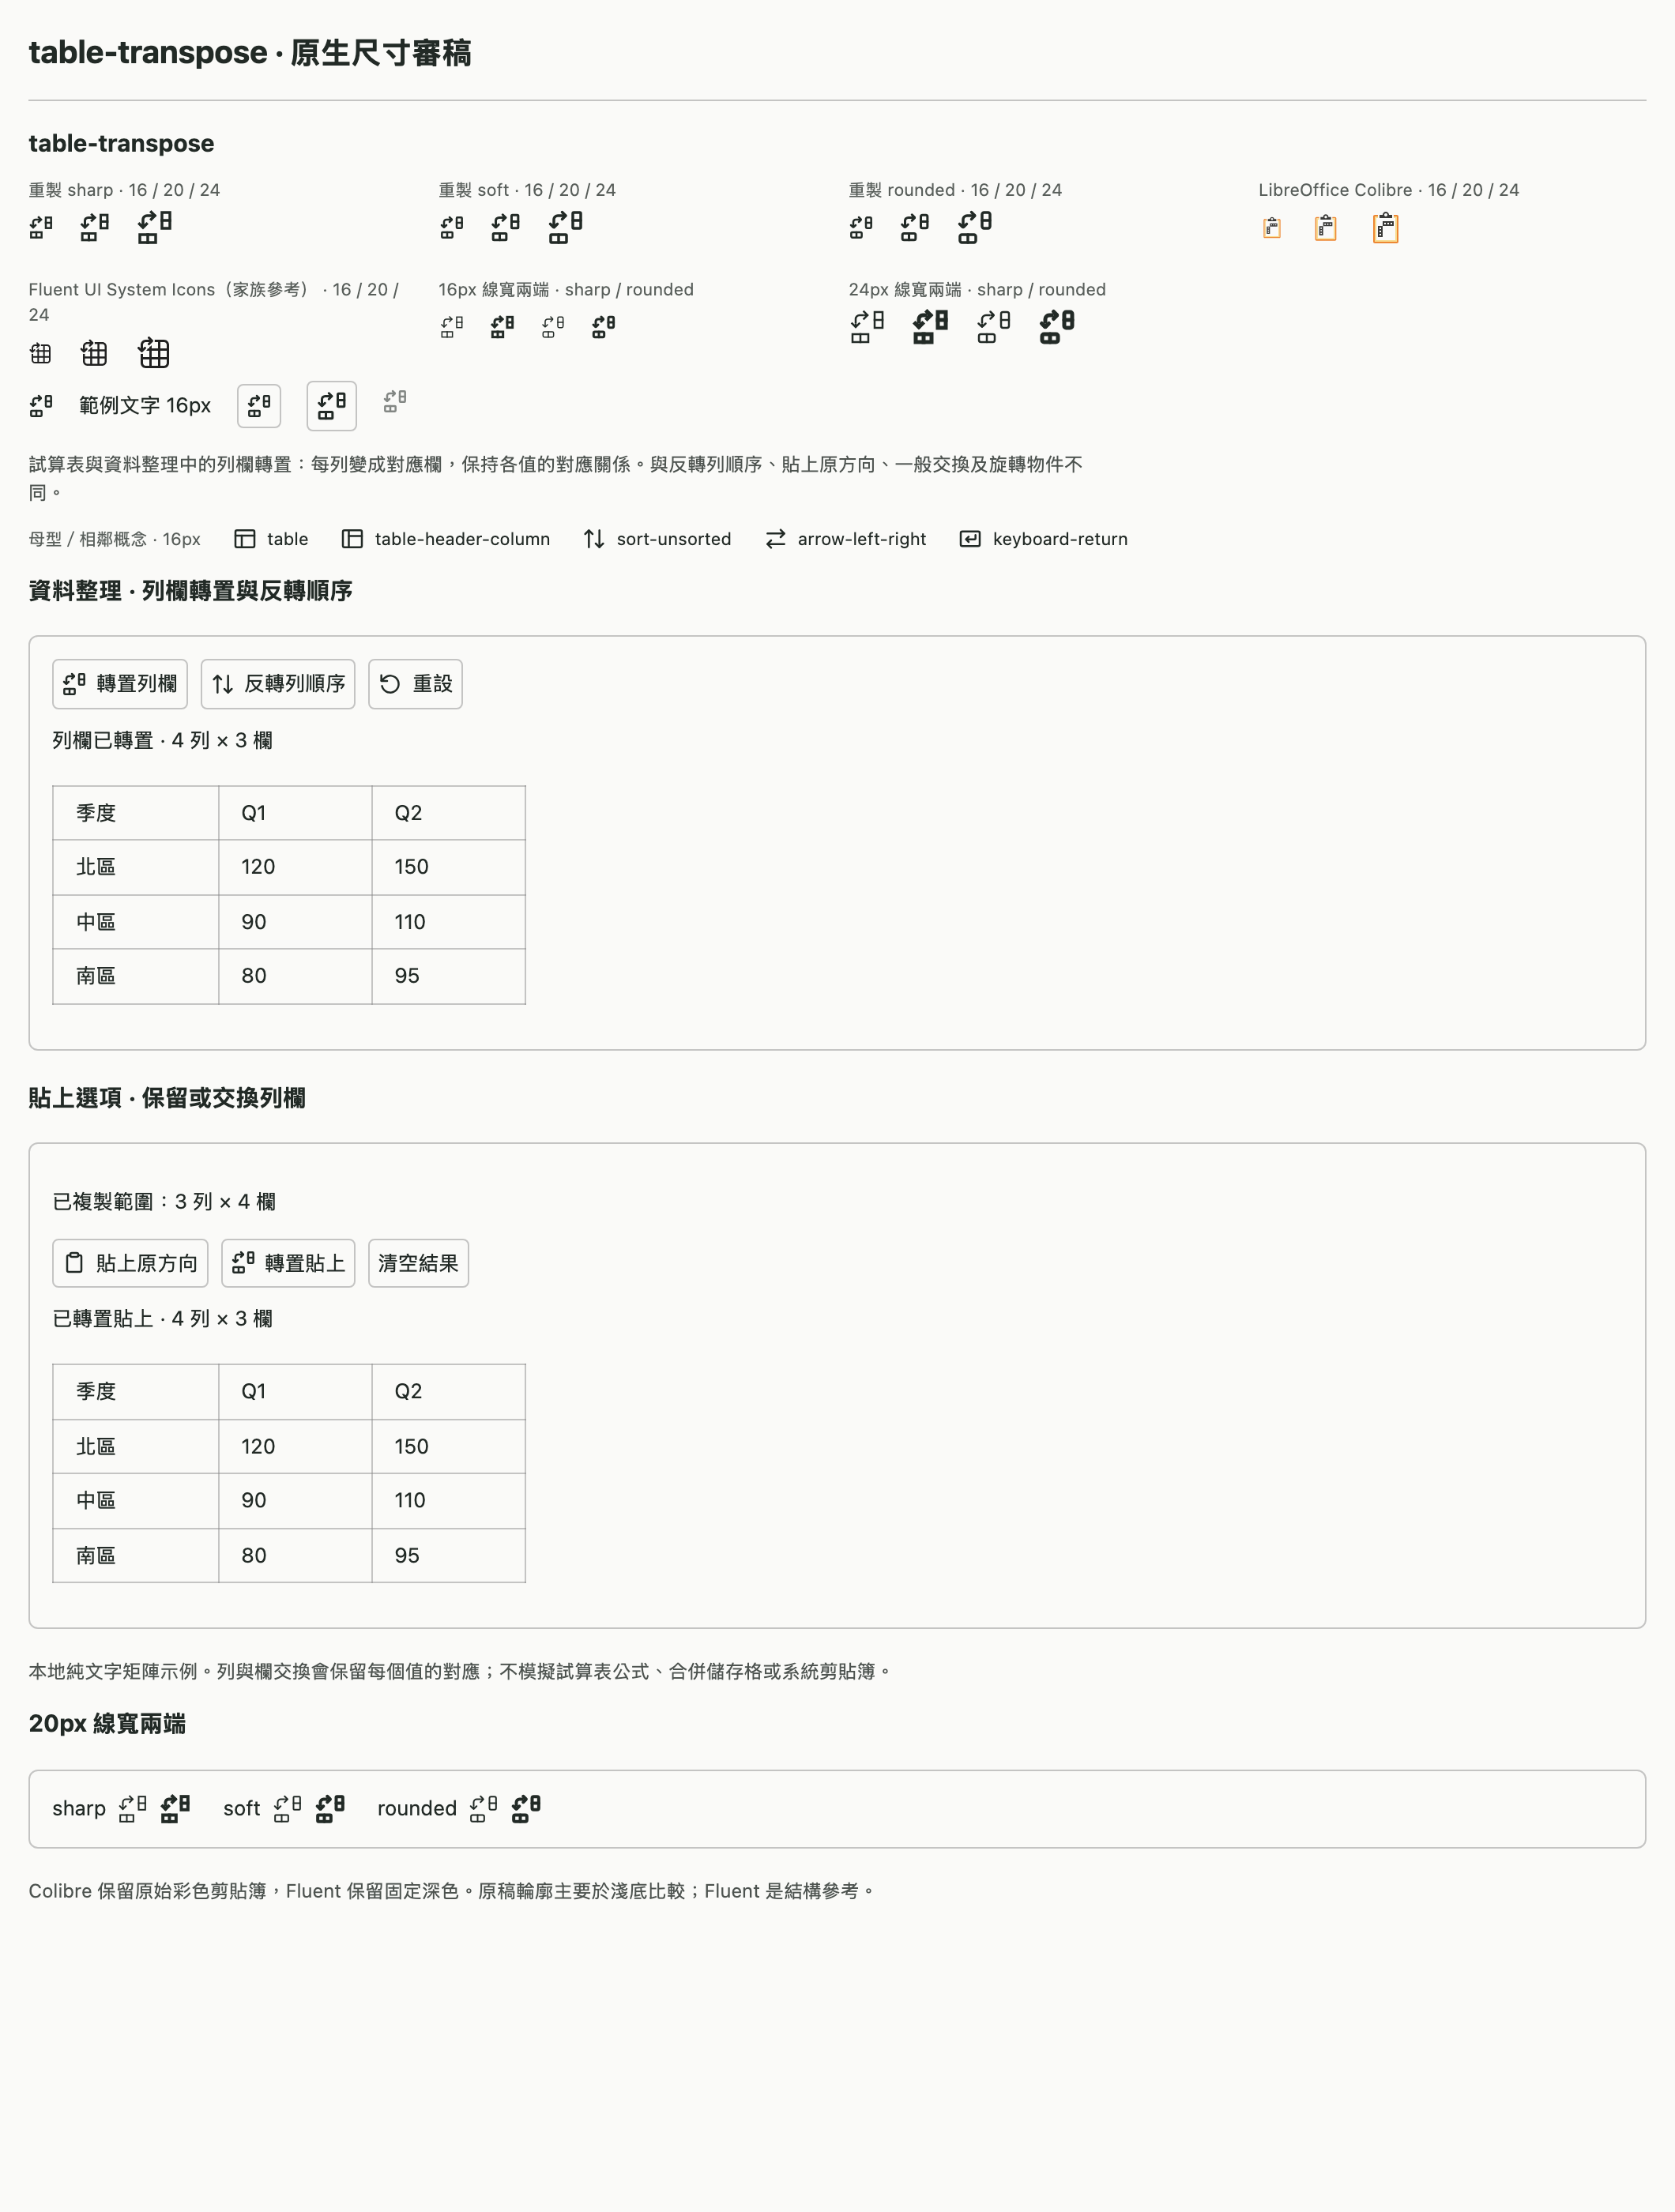 table-transpose · 原生尺寸審稿
table-transpose
重製 sharp · 16 / 20 / 24
重製 soft · 16 / 20 / 24
重製 rounded · 16 / 20 / 24
LibreOffice Colibre · 16 / 20 / 24
Fluent UI System Icons（家族參考） · 16 / 20 /
24
16px 線寬兩端 · sharp / rounded
24px 線寬兩端 · sharp / rounded
範例文字 16px
試算表與資料整理中的列欄轉置：每列變成對應欄，保持各值的對應關係。與反轉列順序、貼上原方向、一般交換及旋轉物件不
同。
母型 / 相鄰概念 · 16px table table-header-column sort-unsorted arrow-left-right keyboard-return
資料整理 · 列欄轉置與反轉順序
轉置列欄 反轉列順序 重設
列欄已轉置 · 4 列 × 3 欄
季度 Q1 Q2
北區 120 150
中區 90 110
南區 80 95
貼上選項 · 保留或交換列欄
已複製範圍：3 列 × 4 欄
貼上原方向 轉置貼上 清空結果
已轉置貼上 · 4 列 × 3 欄
季度 Q1 Q2
北區 120 150
中區 90 110
南區 80 95
本地純文字矩陣示例。列與欄交換會保留每個值的對應；不模擬試算表公式、合併儲存格或系統剪貼簿。
20px 線寬兩端
sharp soft rounded
Colibre 保留原始彩色剪貼簿，Fluent 保留固定深色。原稿輪廓主要於淺底比較；Fluent 是結構參考。